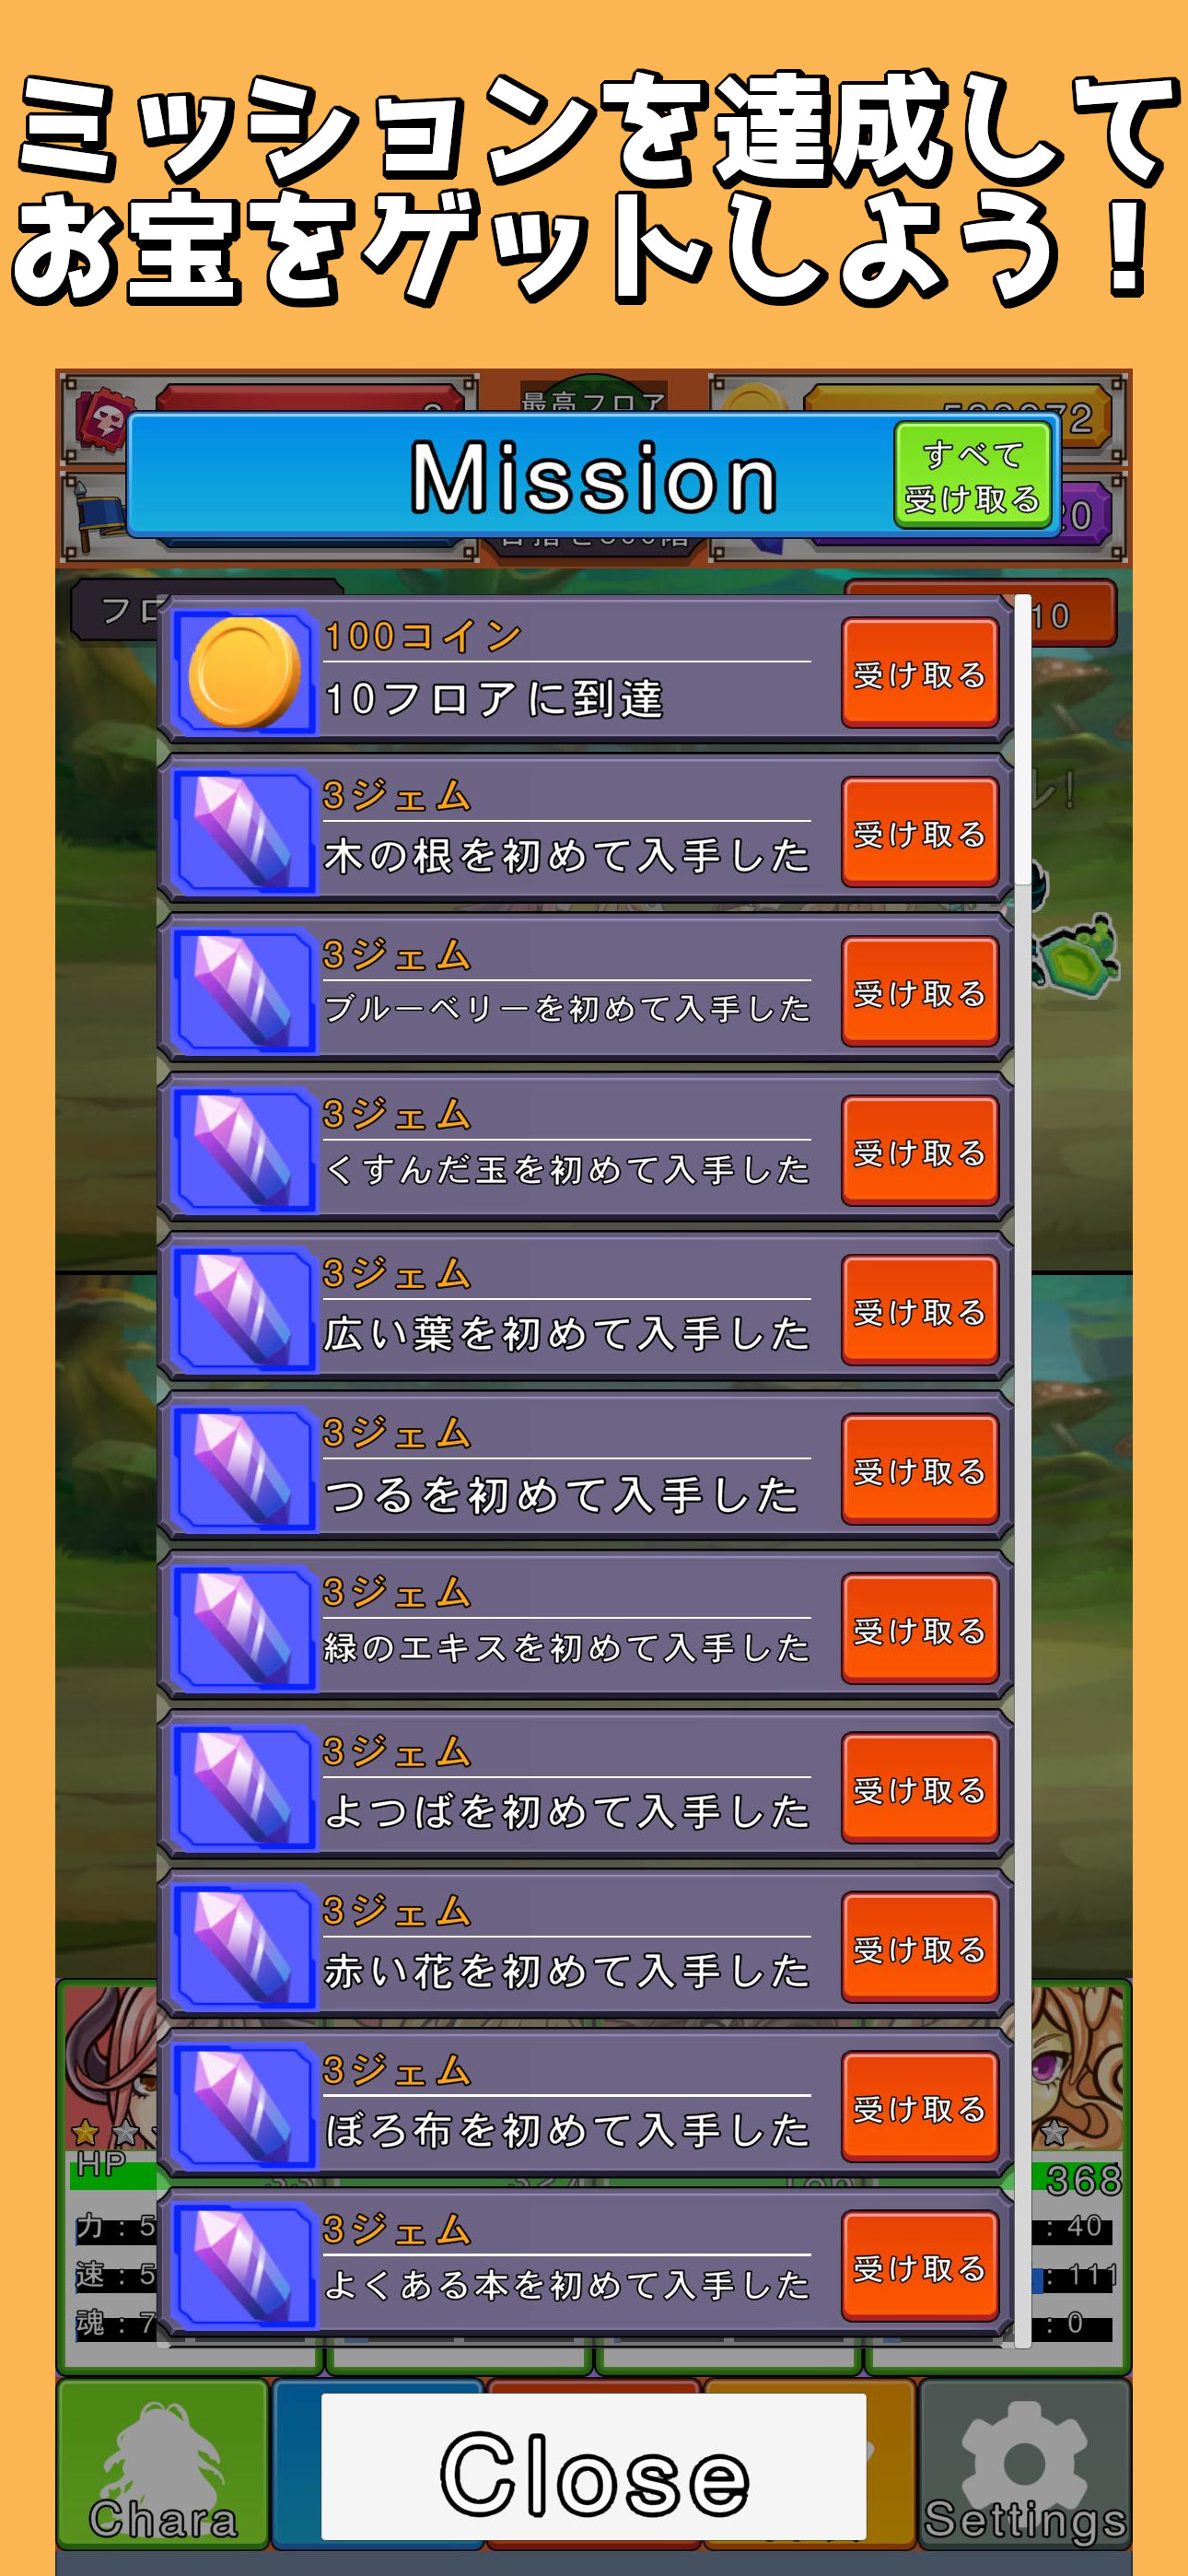 ミッションを達成して
お宝をゲットしよう！
最高フロア
Mission
すべて
受け取る
100コイン
10フロアに到達
受け取る
3ジェム
木の根を初めて入手した
受け取る
3ジェム
ブルーベリーを初めて入手した
受け取る
3ジェム
くすんだ玉を初めて入手した
受け取る
3ジェム
広い葉を初めて入手した
受け取る
3ジェム
つるを初めて入手した
受け取る
3ジェム
緑のエキスを初めて入手した
受け取る
3ジェム
よつばを初めて入手した
受け取る
3ジェム
赤い花を初めて入手した
受け取る
3ジェム
ぼろ布を初めて入手した
受け取る
3ジェム
よくある本を初めて入手した
受け取る
HP
368
力:5
:40
速:5
:111
魂:7
:0
Chara
Close
Settings